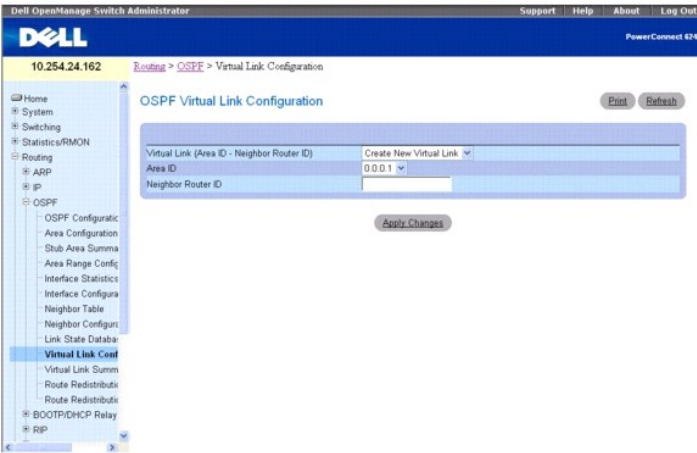 Dell OpenManage Switch Administrator Support Help About Log Out
DELL
PowerConnect 624
10.254.24.162
Routing > OSPF > Virtual Link Configuration
Home
System
Switching
Statistics/RMON
Routing
ARP
IP
OSPF
OSPF Configuratic
Area Configuration
Stub Area Summa
Area Range Config
Interface Statistics
Interface Configura
Neighbor Table
Neighbor Configura
Link State Databas
Virtual Link Conf
Virtual Link Summ
Route Redistributic
Route Redistributic
BOOTP/DHCP Relay
RIP
OSPF Virtual Link Configuration
Print Refresh
Virtual Link (Area ID - Neighbor Router ID) Create New Virtual Link
Area ID 0.0.0.1
Neighbor Router ID
Apply Changes